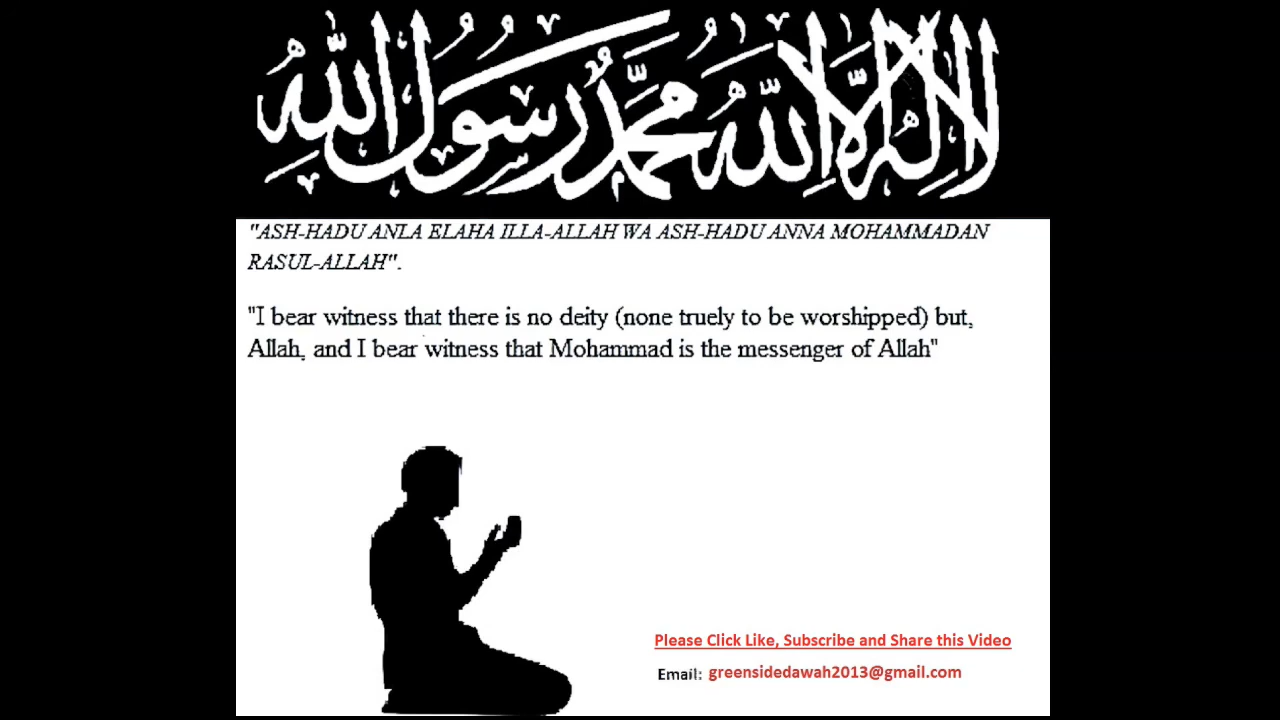 لا إله إلا الله محمد رسول الله
"ASH-HADU ANLA ELAHA ILLA-ALLAH WA ASH-HADU ANNA MOHAMMADAN
RASUL-ALLAH".
"I bear witness that there is no deity (none truely to be worshipped) but,
Allah, and I bear witness that Mohammad is the messenger of Allah"
Please Click Like, Subscribe and Share this Video
Email: greensidedawah2013@gmail.com